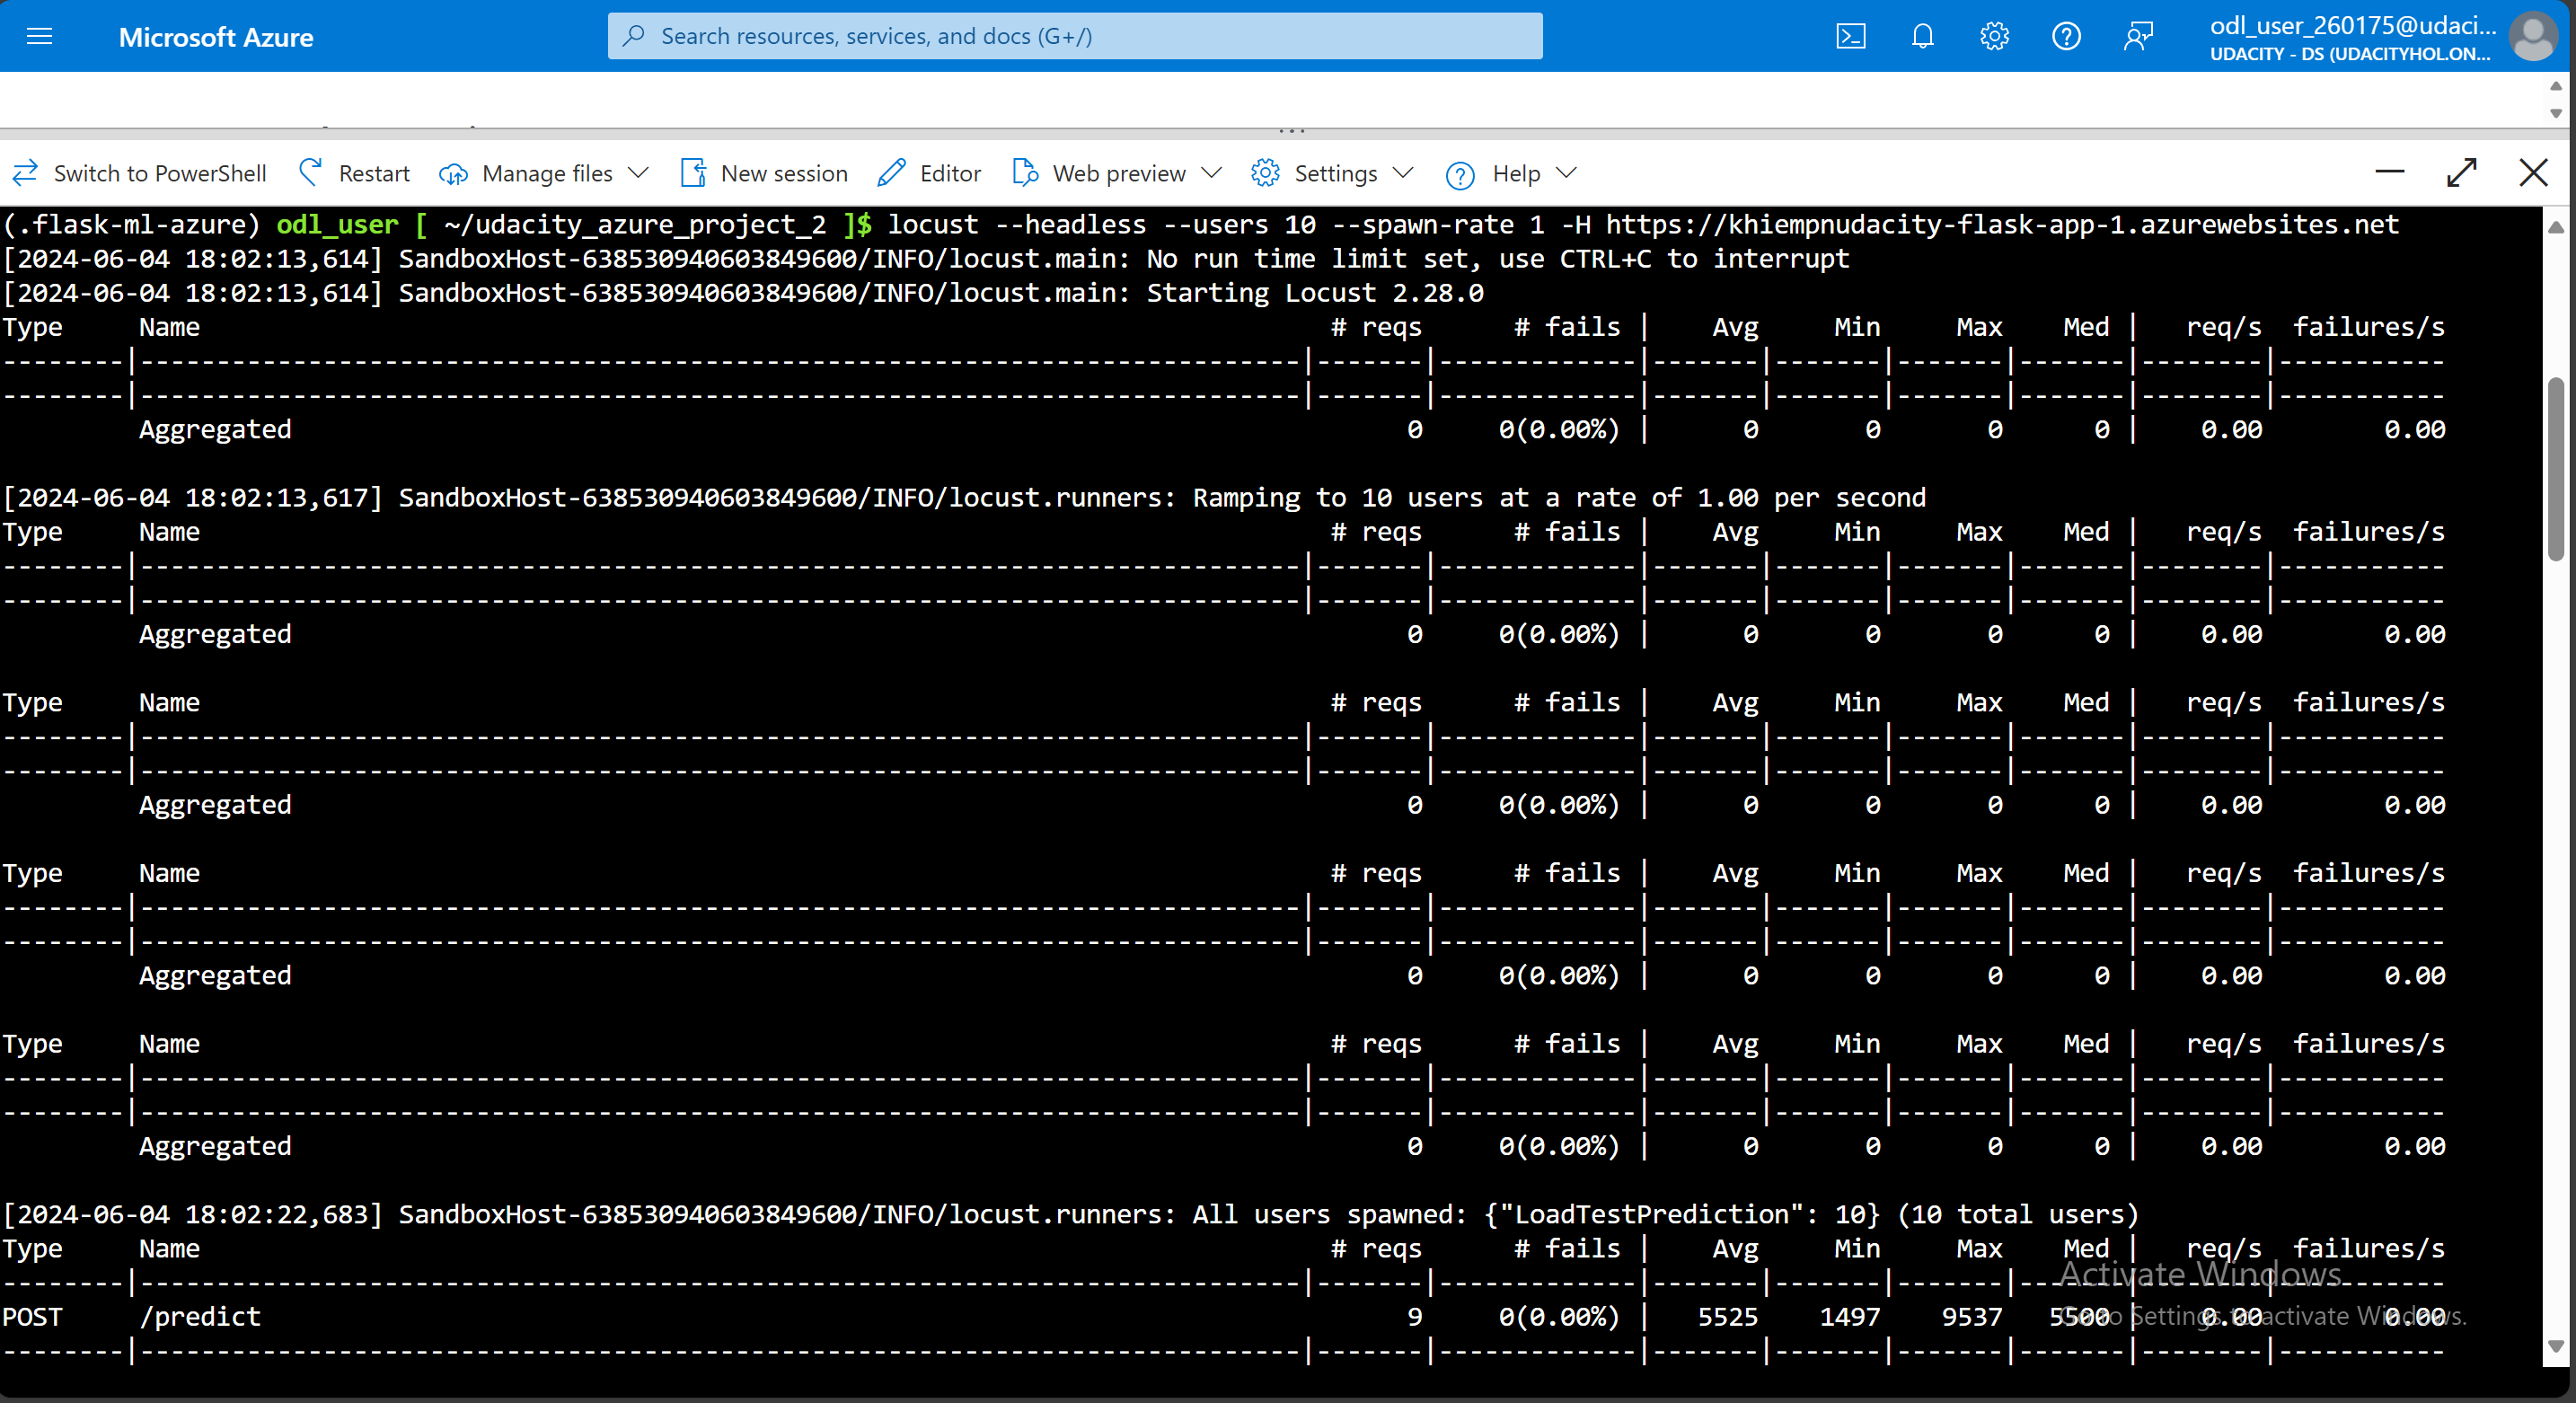 Microsoft Azure
Search resources, services, and docs (G+/)
odl_user_260175@udaci...
UDACITY - DS (UDACITYHOL.ON...
Switch to PowerShell Restart Manage files New session Editor Web preview Settings Help
(.flask-ml-azure) odl_user [ ~/udacity_azure_project_2 ]$ locust --headless --users 10 --spawn-rate 1 -H https://khiempnudacity-flask-app-1.azurewebsites.net
[2024-06-04 18:02:13,614] SandboxHost-638530940603849600/INFO/locust.main: No run time limit set, use CTRL+C to interrupt
[2024-06-04 18:02:13,614] SandboxHost-638530940603849600/INFO/locust.main: Starting Locust 2.28.0
Type Name # reqs # fails | Avg Min Max Med | req/s failures/s
--------|----------------------------------------------------------------------------|-------|-------------|-------|-------|-------|-------|--------|-----------
--------|----------------------------------------------------------------------------|-------|-------------|-------|-------|-------|-------|--------|-----------
Aggregated 0 0(0.00%) | 0 0 0 0 | 0.00 0.00
[2024-06-04 18:02:13,617] SandboxHost-638530940603849600/INFO/locust.runners: Ramping to 10 users at a rate of 1.00 per second
Type Name # reqs # fails | Avg Min Max Med | req/s failures/s
--------|----------------------------------------------------------------------------|-------|-------------|-------|-------|-------|-------|--------|-----------
--------|----------------------------------------------------------------------------|-------|-------------|-------|-------|-------|-------|--------|-----------
Aggregated 0 0(0.00%) | 0 0 0 0 | 0.00 0.00
Type Name # reqs # fails | Avg Min Max Med | req/s failures/s
--------|----------------------------------------------------------------------------|-------|-------------|-------|-------|-------|-------|--------|-----------
--------|----------------------------------------------------------------------------|-------|-------------|-------|-------|-------|-------|--------|-----------
Aggregated 0 0(0.00%) | 0 0 0 0 | 0.00 0.00
Type Name # reqs # fails | Avg Min Max Med | req/s failures/s
--------|----------------------------------------------------------------------------|-------|-------------|-------|-------|-------|-------|--------|-----------
--------|----------------------------------------------------------------------------|-------|-------------|-------|-------|-------|-------|--------|-----------
Aggregated 0 0(0.00%) | 0 0 0 0 | 0.00 0.00
Type Name # reqs # fails | Avg Min Max Med | req/s failures/s
--------|----------------------------------------------------------------------------|-------|-------------|-------|-------|-------|-------|--------|-----------
--------|----------------------------------------------------------------------------|-------|-------------|-------|-------|-------|-------|--------|-----------
Aggregated 0 0(0.00%) | 0 0 0 0 | 0.00 0.00
[2024-06-04 18:02:22,683] SandboxHost-638530940603849600/INFO/locust.runners: All users spawned: {"LoadTestPrediction": 10} (10 total users)
Type Name # reqs # fails | Avg Min Max Med | req/s failures/s
--------|----------------------------------------------------------------------------|-------|-------------|-------|-------|-------|-------|--------|-----------
POST /predict 9 0(0.00%) | 5525 1497 9537 5500 | 0.00 0.00
--------|----------------------------------------------------------------------------|-------|-------------|-------|-------|-------|-------|--------|-----------
Activate Windows
Go to Settings to activate Windows.